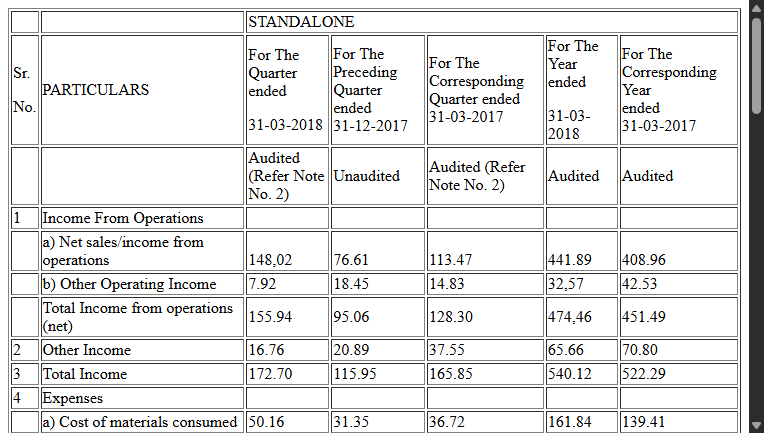 STANDALONE
Sr. No. PARTICULARS For The Quarter ended 31-03-2018 For The Preceding Quarter ended 31-12-2017 For The Corresponding Quarter ended 31-03-2017 For The Year ended 31-03-2018 For The Corresponding Year ended 31-03-2017
Audited (Refer Note No. 2) Unaudited Audited (Refer Note No. 2) Audited Audited
1 Income From Operations
a) Net sales/income from operations 148,02 76.61 113.47 441.89 408.96
b) Other Operating Income 7.92 18.45 14.83 32,57 42.53
Total Income from operations (net) 155.94 95.06 128.30 474,46 451.49
2 Other Income 16.76 20.89 37.55 65.66 70.80
3 Total Income 172.70 115.95 165.85 540.12 522.29
4 Expenses
a) Cost of materials consumed 50.16 31.35 36.72 161.84 139.41